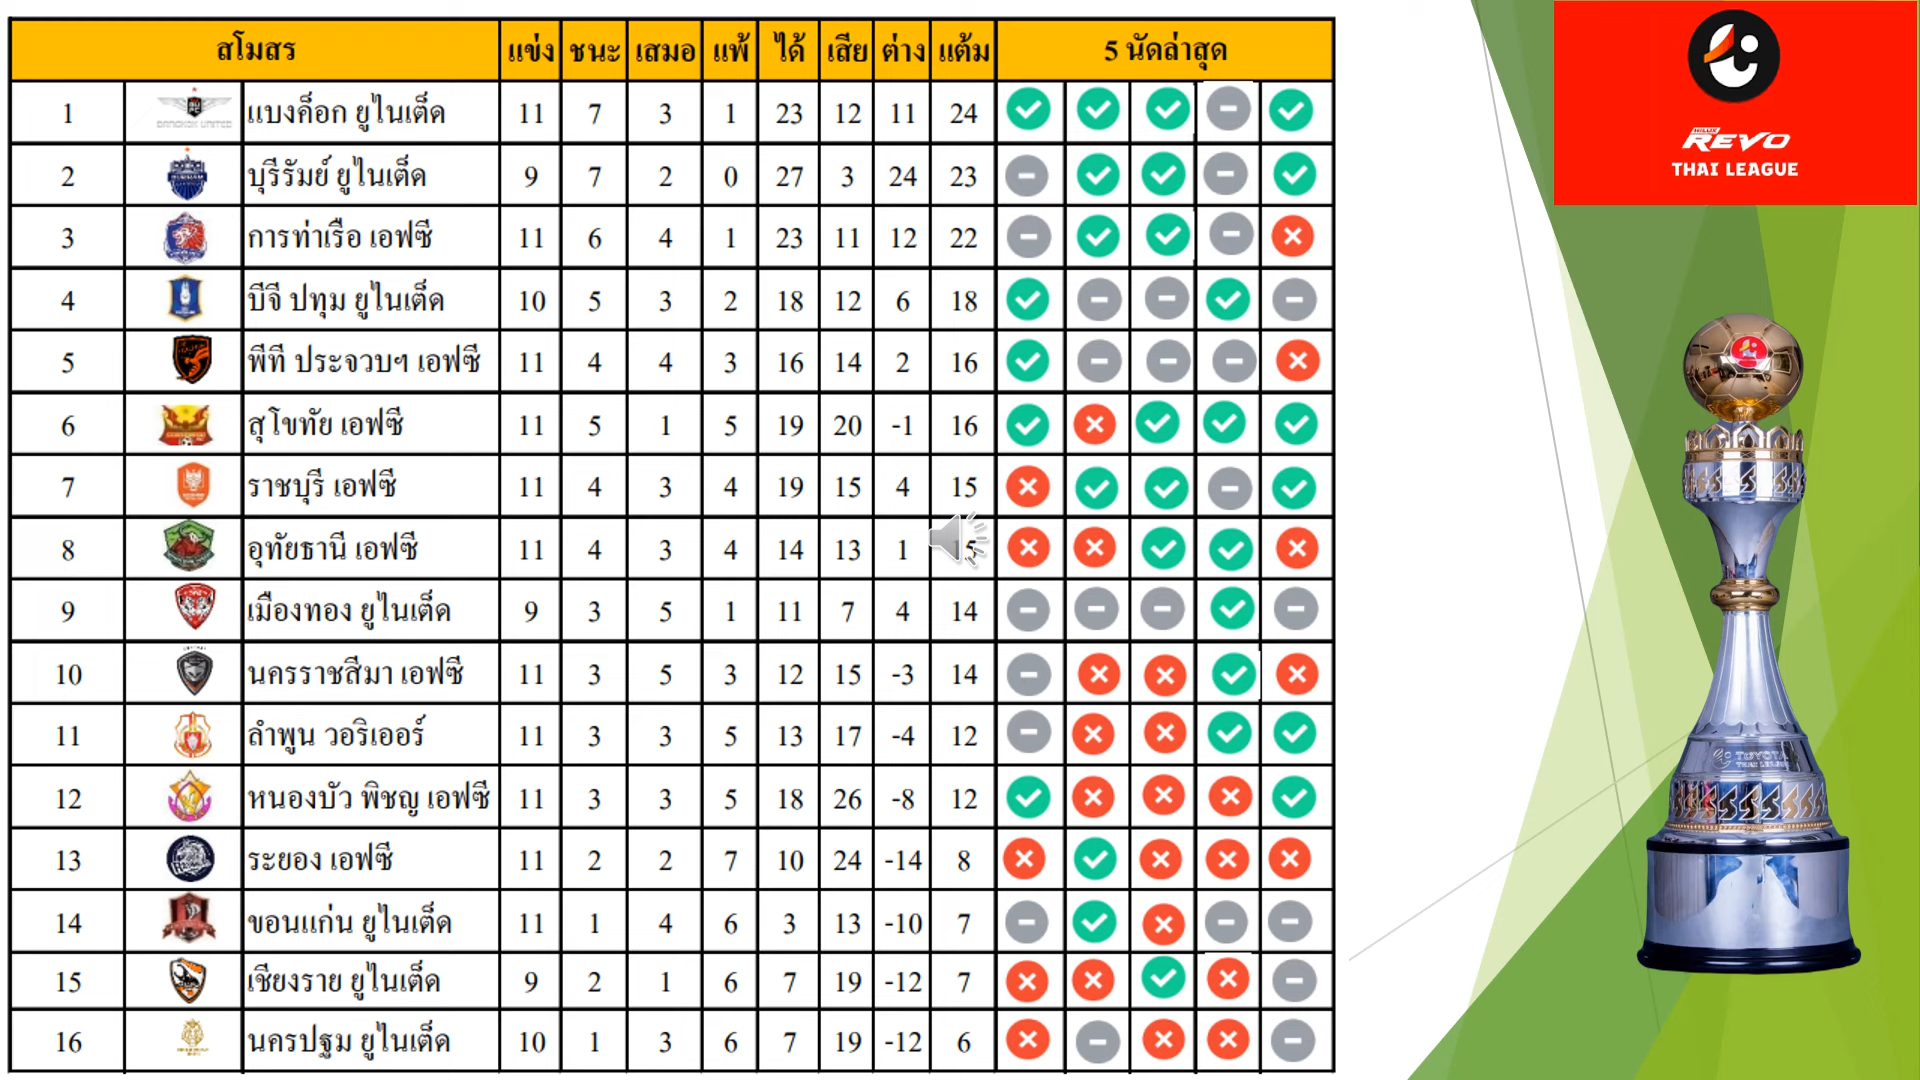 สโมสร แข่ง ชนะ เสมอ แพ้ ได้ เสีย ต่าง แต้ม 5 นัดล่าสุด
1 แบงค็อก ยูไนเต็ด 11 7 3 1 23 12 11 24
2 บุรีรัมย์ ยูไนเต็ด 9 7 2 0 27 3 24 23
3 การท่าเรือ เอฟซี 11 6 4 1 23 11 12 22
4 บีจี ปทุม ยูไนเต็ด 10 5 3 2 18 12 6 18
5 พีที ประจวบฯ เอฟซี 11 4 4 3 16 14 2 16
6 สุโขทัย เอฟซี 11 5 1 5 19 20 -1 16
7 ราชบุรี เอฟซี 11 4 3 4 19 15 4 15
8 อุทัยธานี เอฟซี 11 4 3 4 14 13 1
9 เมืองทอง ยูไนเต็ด 9 3 5 1 11 7 4 14
10 นครราชสีมา เอฟซี 11 3 5 3 12 15 -3 14
11 ลำพูน วอริเออร์ 11 3 3 5 13 17 -4 12
12 หนองบัว พิชญ เอฟซี 11 3 3 5 18 26 -8 12
13 ระยอง เอฟซี 11 2 2 7 10 24 -14 8
14 ขอนแก่น ยูไนเต็ด 11 1 4 6 3 13 -10 7
15 เชียงราย ยูไนเต็ด 9 2 1 6 7 19 -12 7
16 นครปฐม ยูไนเต็ด 10 1 3 6 7 19 -12 6
HILUX
REVO
THAI LEAGUE
TOYOTA
THAI LEAGUE